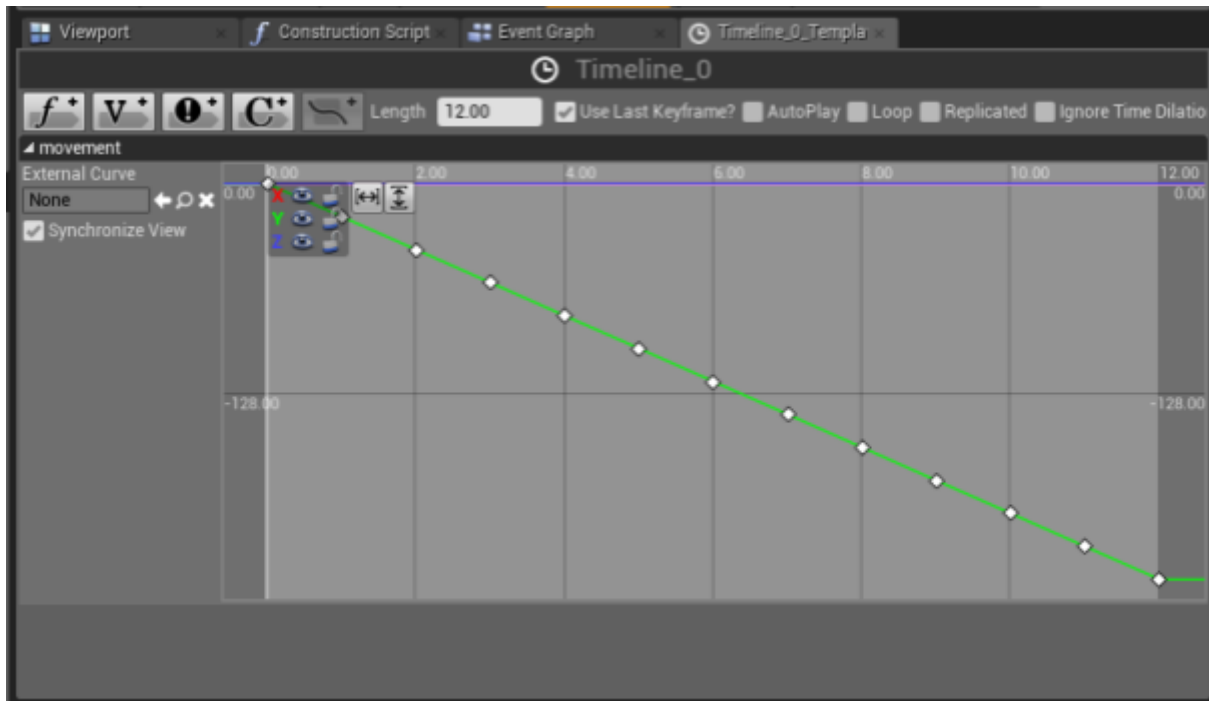 Viewport
Construction Script
Event Graph
Timeline_0_Templa
Timeline_0
f V C Length 12.00 Use Last Keyframe? AutoPlay Loop Replicated Ignore Time Dilatio
movement
External Curve
None
Synchronize View
0.00 2.00 4.00 6.00 8.00 10.00 12.00
0.00 0.00
X
Y
Z
-128.00 -128.00